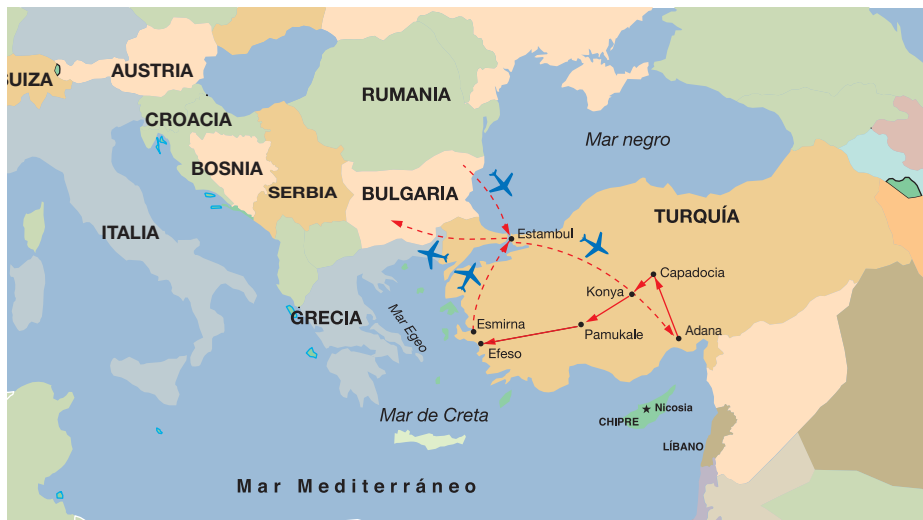 AUSTRIA
UIZA
RUMANIA
CROACIA
Mar negro
BOSNIA
SERBIA
BULGARIA
TURQUÍA
ITALIA
Estambul
Capadocia
Konya
GRECIA
Mar Egeo
Esmirna
Pamukale
Adana
Efeso
Mar de Creta
Nicosia
CHIPRE
LÍBANO
Mar Mediterráneo